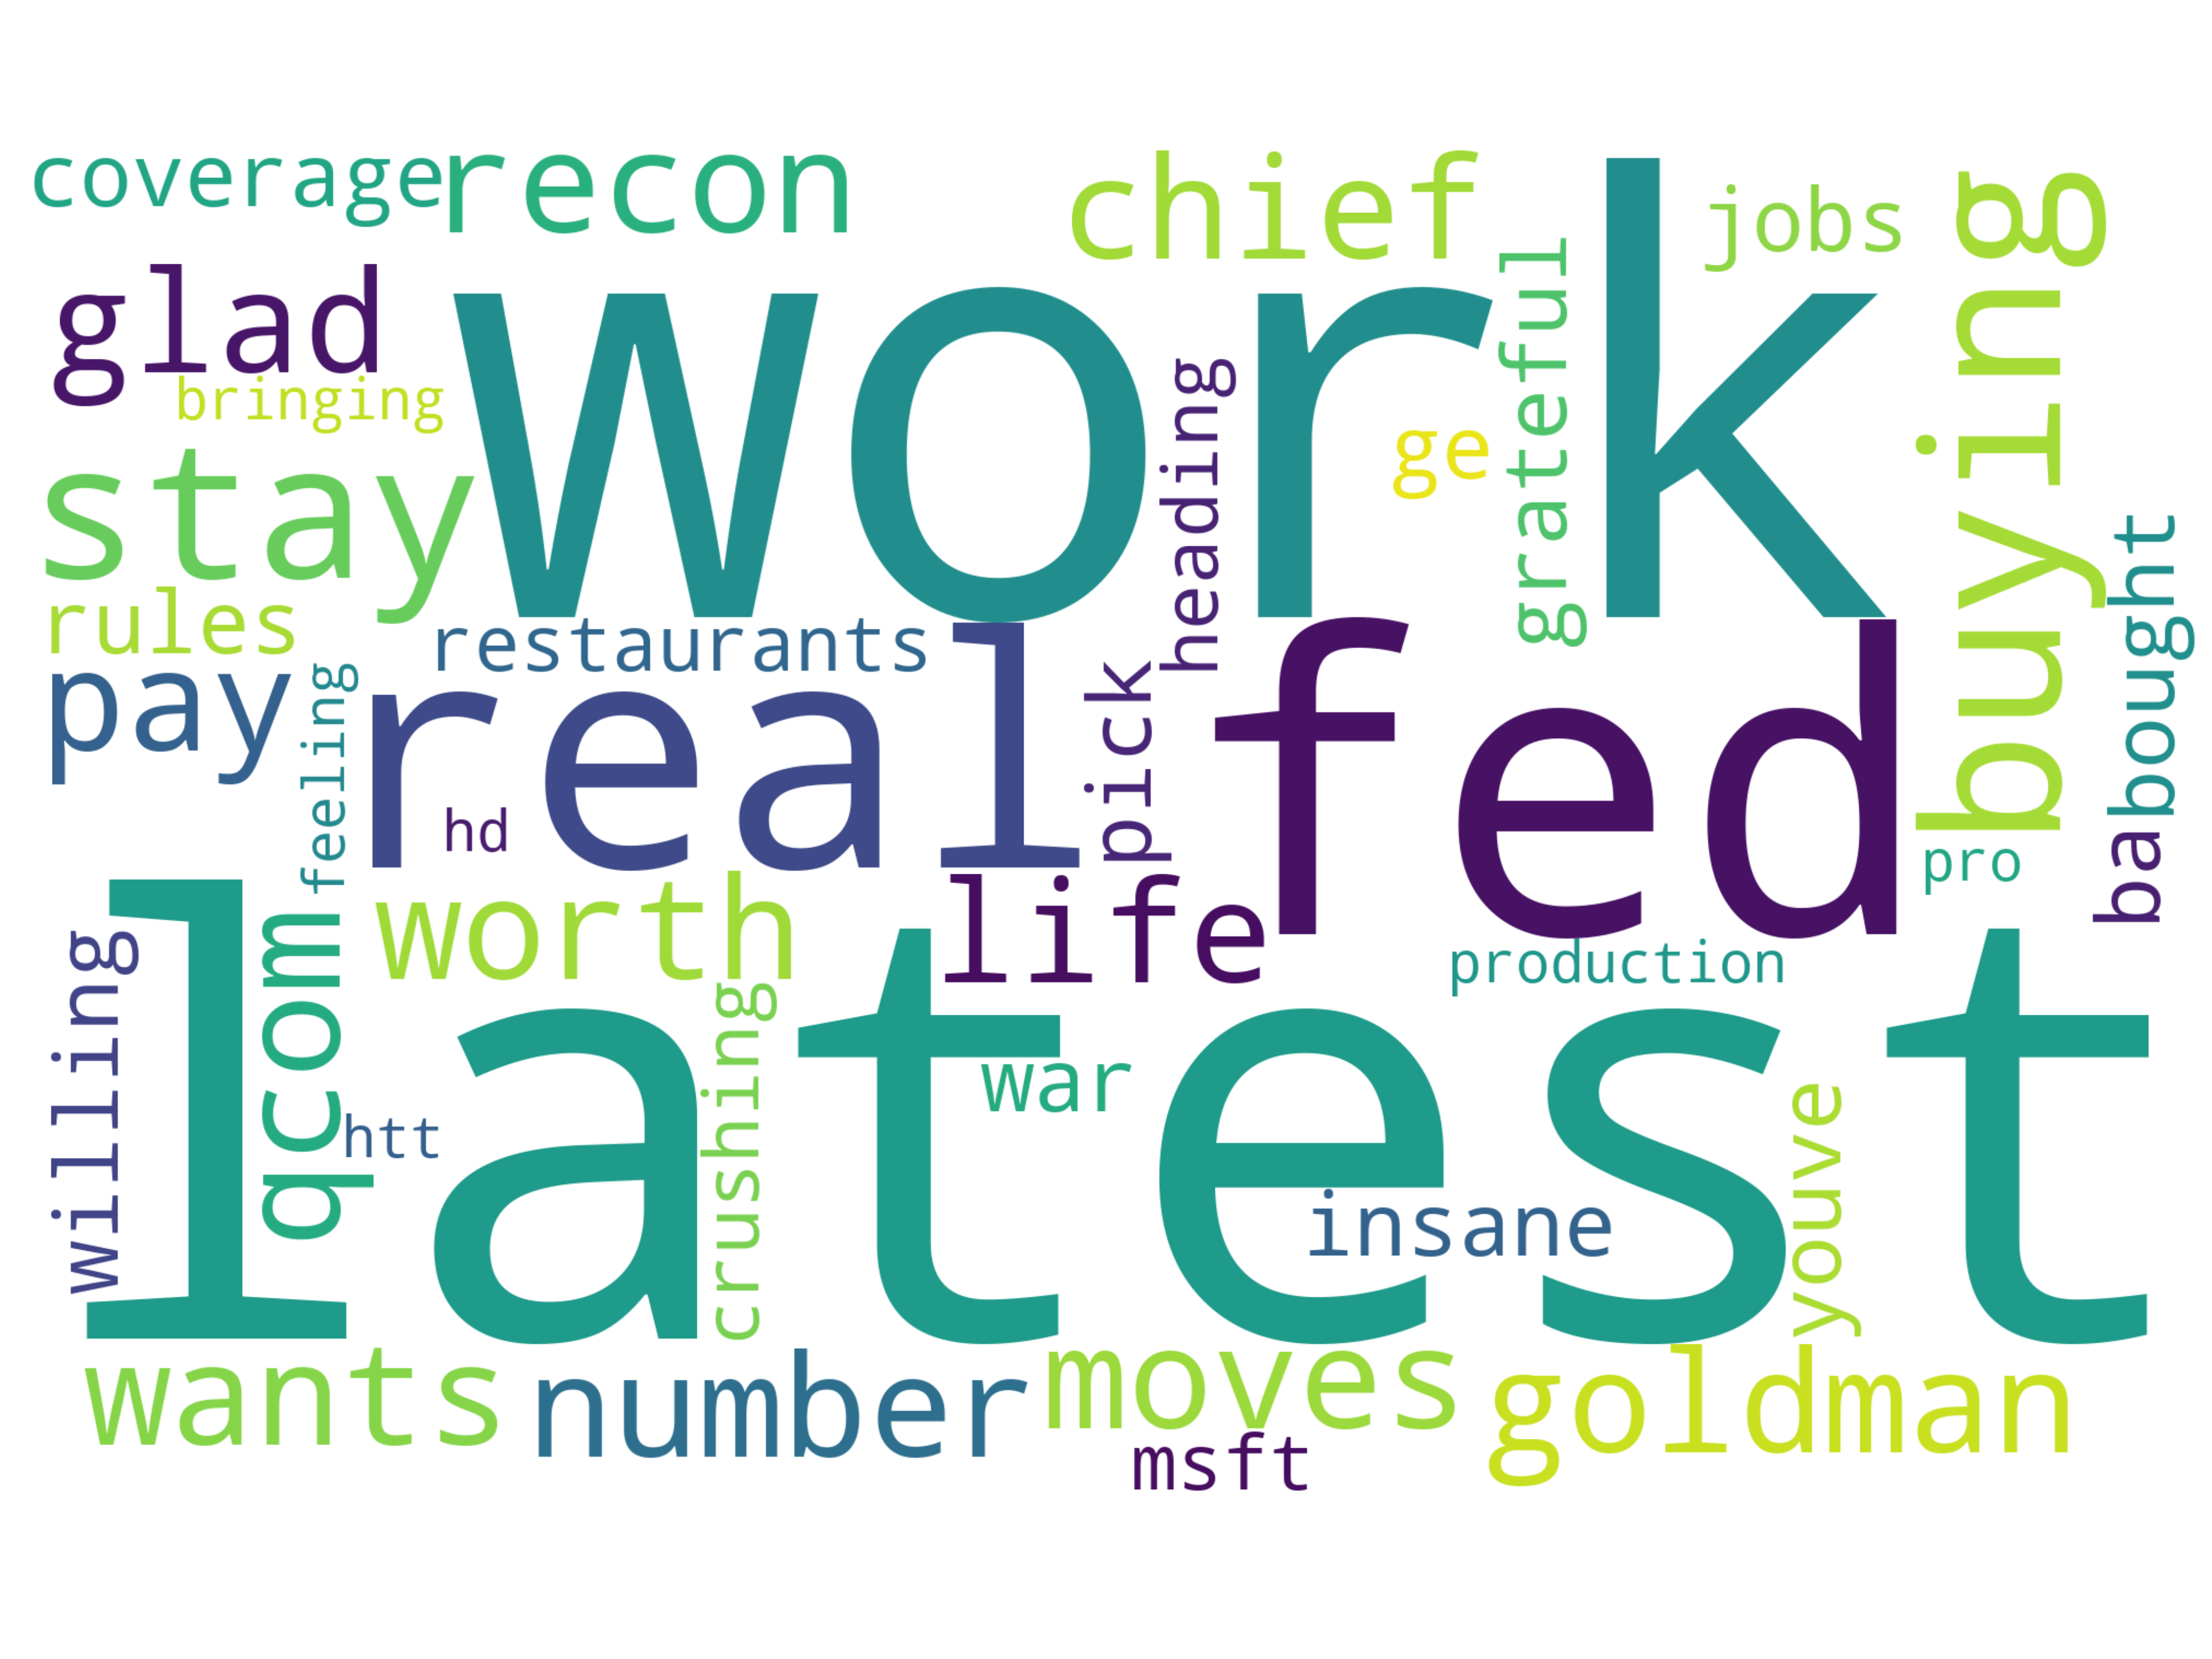 coverage
recon
chief
jobs
buying
glad
work
bringing
grateful
heading
ge
stay
rules
restaurants
bought
pay
feeling
real
pick
fed
hd
pro
ba
worth
life
willing
qcom
latest
production
crushing
war
htt
insane
youve
wants
number
moves
goldman
msft